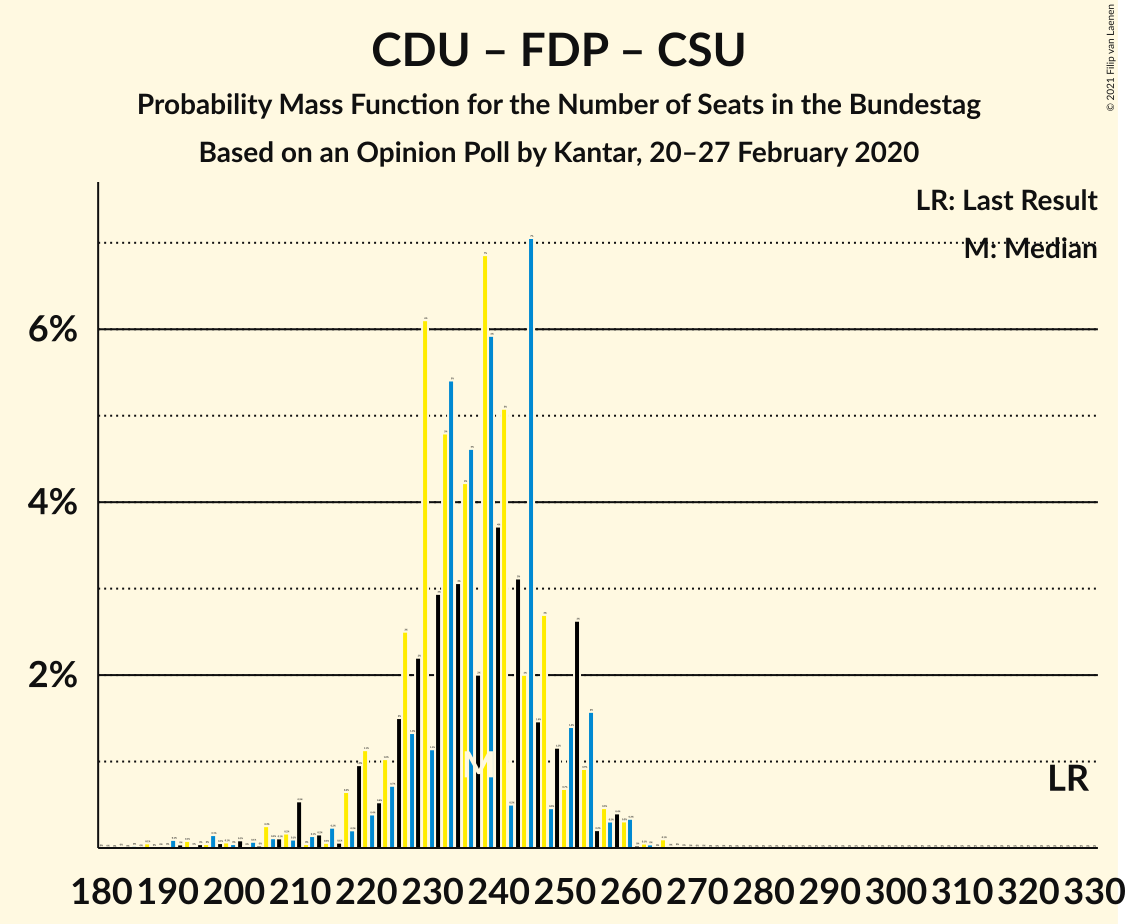 CDU – FDP – CSU
Probability Mass Function for the Number of Seats in the Bundestag
Based on an Opinion Poll by Kantar, 20–27 February 2020
© 2021 Filip van Laenen
LR: Last Result
M: Median
6%
4%
2%
M
LR
180 190 200 210 220 230 240 250 260 270 280 290 300 310 320 330